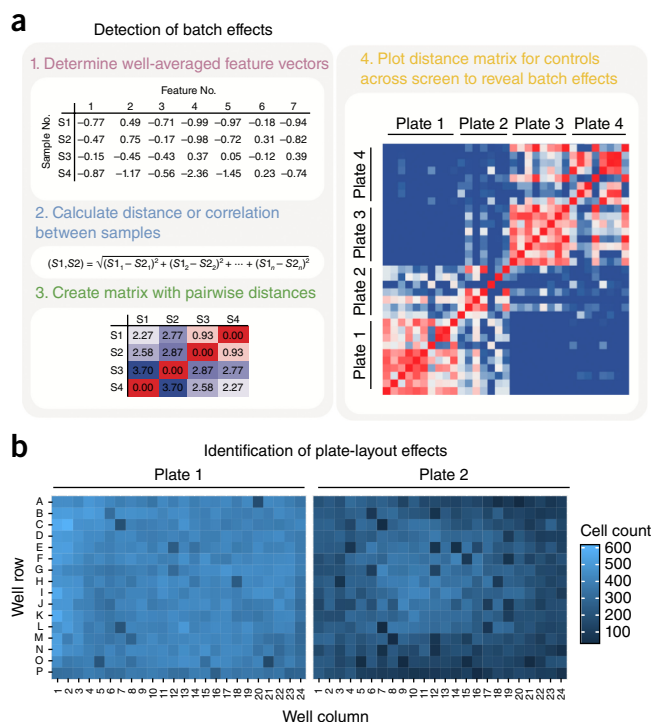 a
Detection of batch effects
1. Determine well-averaged feature vectors
Feature No.
1 2 3 4 5 6 7
Sample No.
S1 −0.77 0.49 −0.71 −0.99 −0.97 −0.18 −0.94
S2 −0.47 0.75 −0.17 −0.98 −0.72 0.31 −0.82
S3 −0.15 −0.45 −0.43 0.37 0.05 −0.12 0.39
S4 −0.87 −1.17 −0.56 −2.36 −1.45 0.23 −0.74
2. Calculate distance or correlation
between samples
(S1,S2) = √(S1₁ − S2₁)² + (S1₂ − S2₂)² + ⋯ + (S1ₙ − S2ₙ)²
3. Create matrix with pairwise distances
S1 S2 S3 S4
S1 2.27 2.77 0.93 0.00
S2 2.58 2.87 0.00 0.93
S3 3.70 0.00 2.87 2.77
S4 0.00 3.70 2.58 2.27
4. Plot distance matrix for controls
across screen to reveal batch effects
Plate 1 Plate 2 Plate 3 Plate 4
Plate 4
Plate 3
Plate 2
Plate 1
b
Identification of plate-layout effects
Plate 1 Plate 2
Well row
A
B
C
D
E
F
G
H
I
J
K
L
M
N
O
P
1 2 3 4 5 6 7 8 9 10 11 12 13 14 15 16 17 18 19 20 21 22 23 24
1 2 3 4 5 6 7 8 9 10 11 12 13 14 15 16 17 18 19 20 21 22 23 24
Well column
Cell count
600
500
400
300
200
100